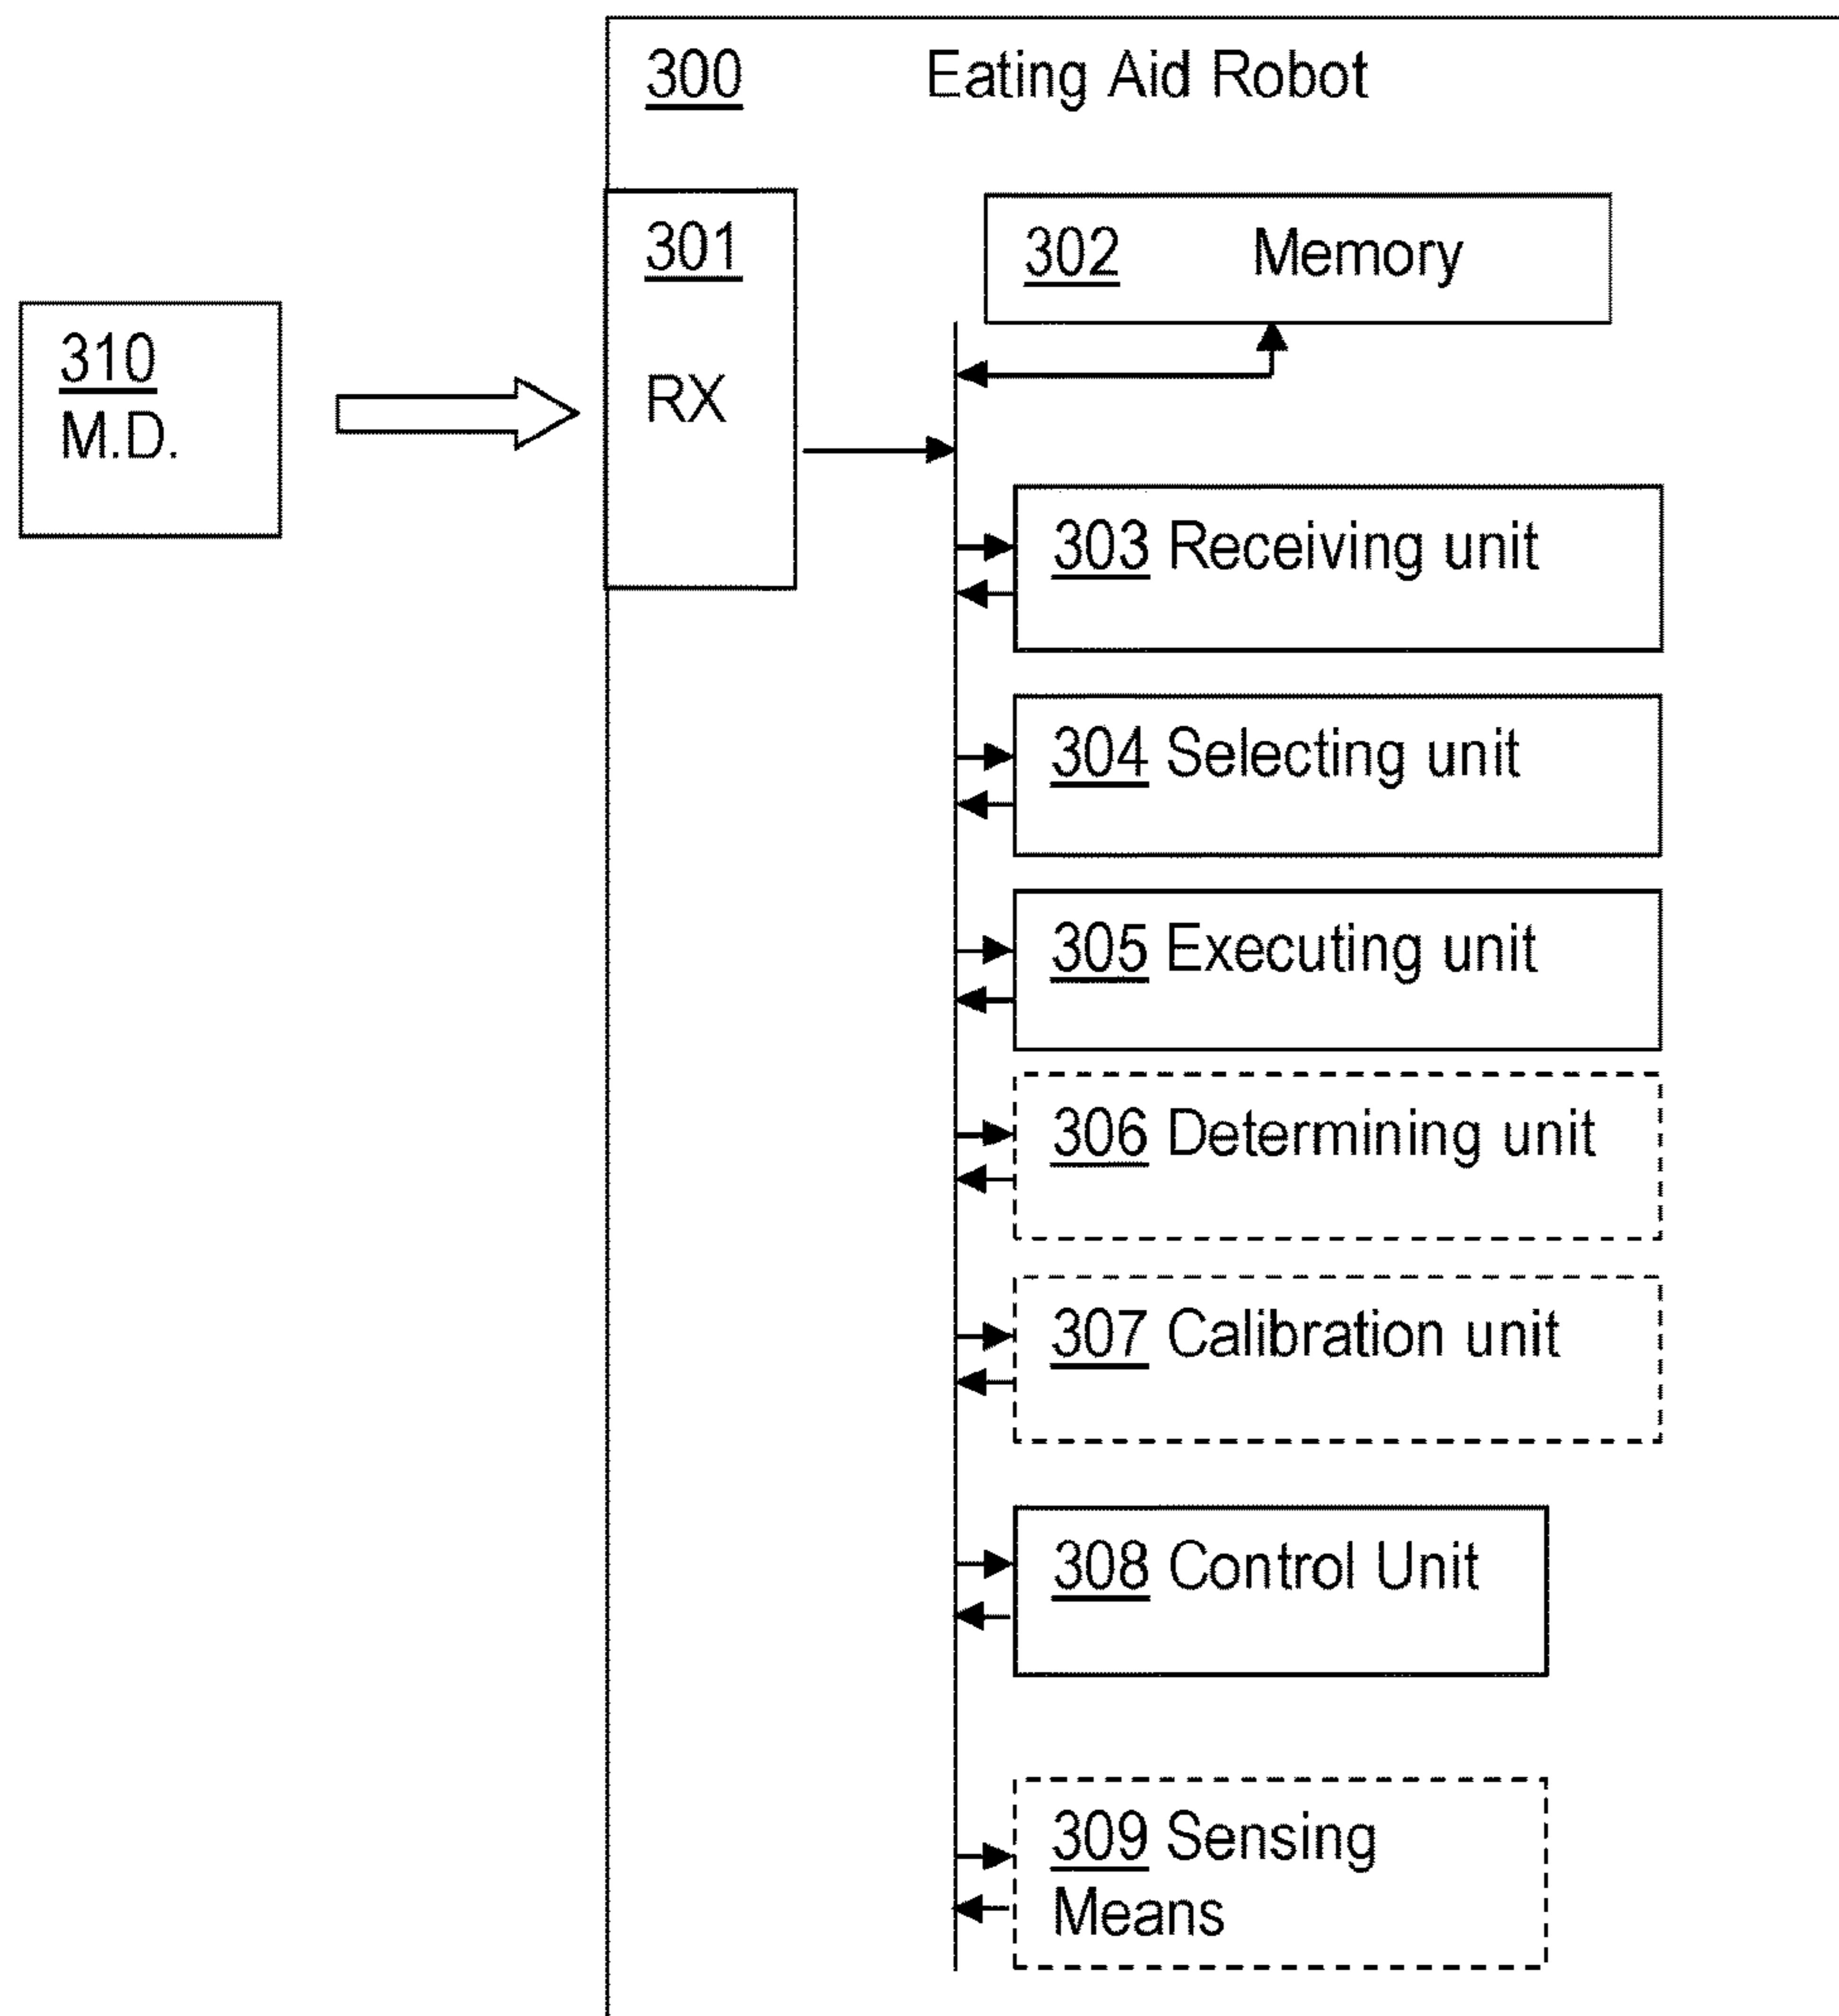 300 Eating Aid Robot
301
RX
302 Memory
310
M.D.
303 Receiving unit
304 Selecting unit
305 Executing unit
306 Determining unit
307 Calibration unit
308 Control Unit
309 Sensing
Means